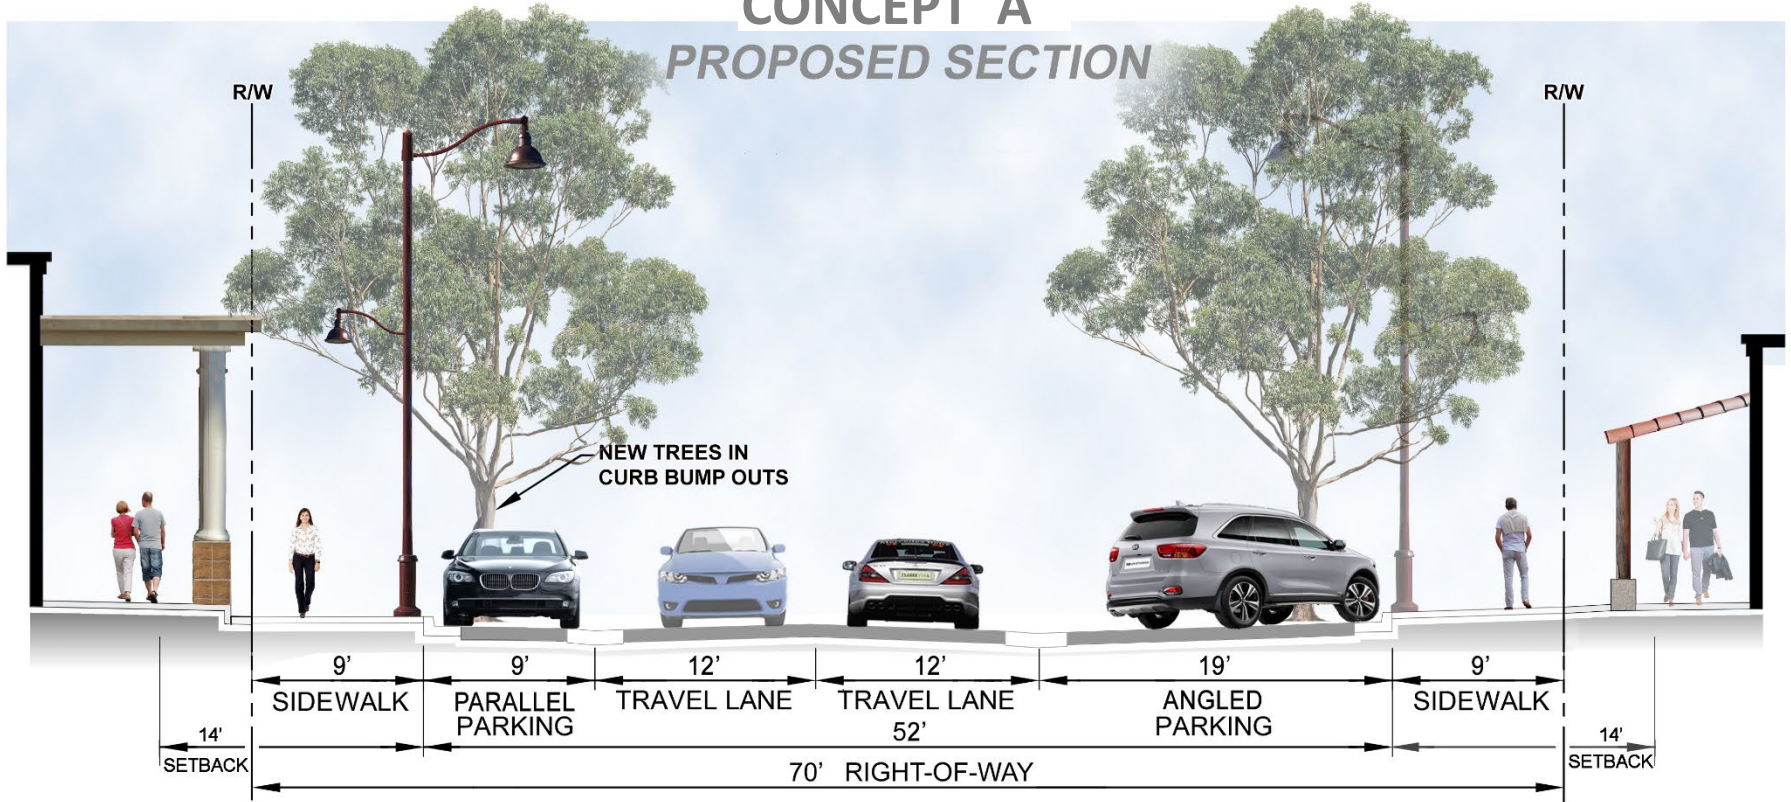 CONCEPT A
PROPOSED SECTION
R/W
R/W
NEW TREES IN
CURB BUMP OUTS
9'
9'
12'
12'
19'
9'
SIDEWALK
PARALLEL
PARKING
TRAVEL LANE
TRAVEL LANE
ANGLED
PARKING
SIDEWALK
14'
SETBACK
52'
14'
SETBACK
70' RIGHT-OF-WAY